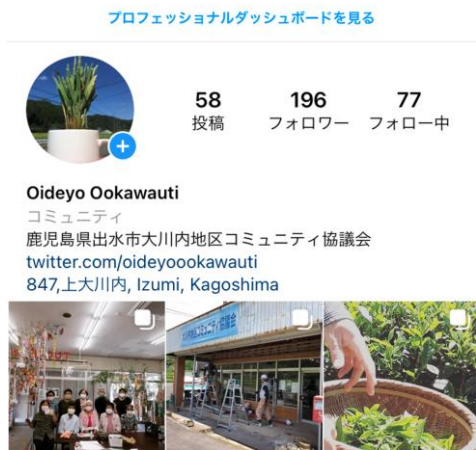 プロフェッショナルダッシュボードを見る
58
投稿
196
フォロワー
77
フォロー中
Oideyo Ookawauti
コミュニティ
鹿児島県出水市大川内地区コミュニティ協議会
twitter.com/oideyoookawauti
847,上大川内, Izumi, Kagoshima